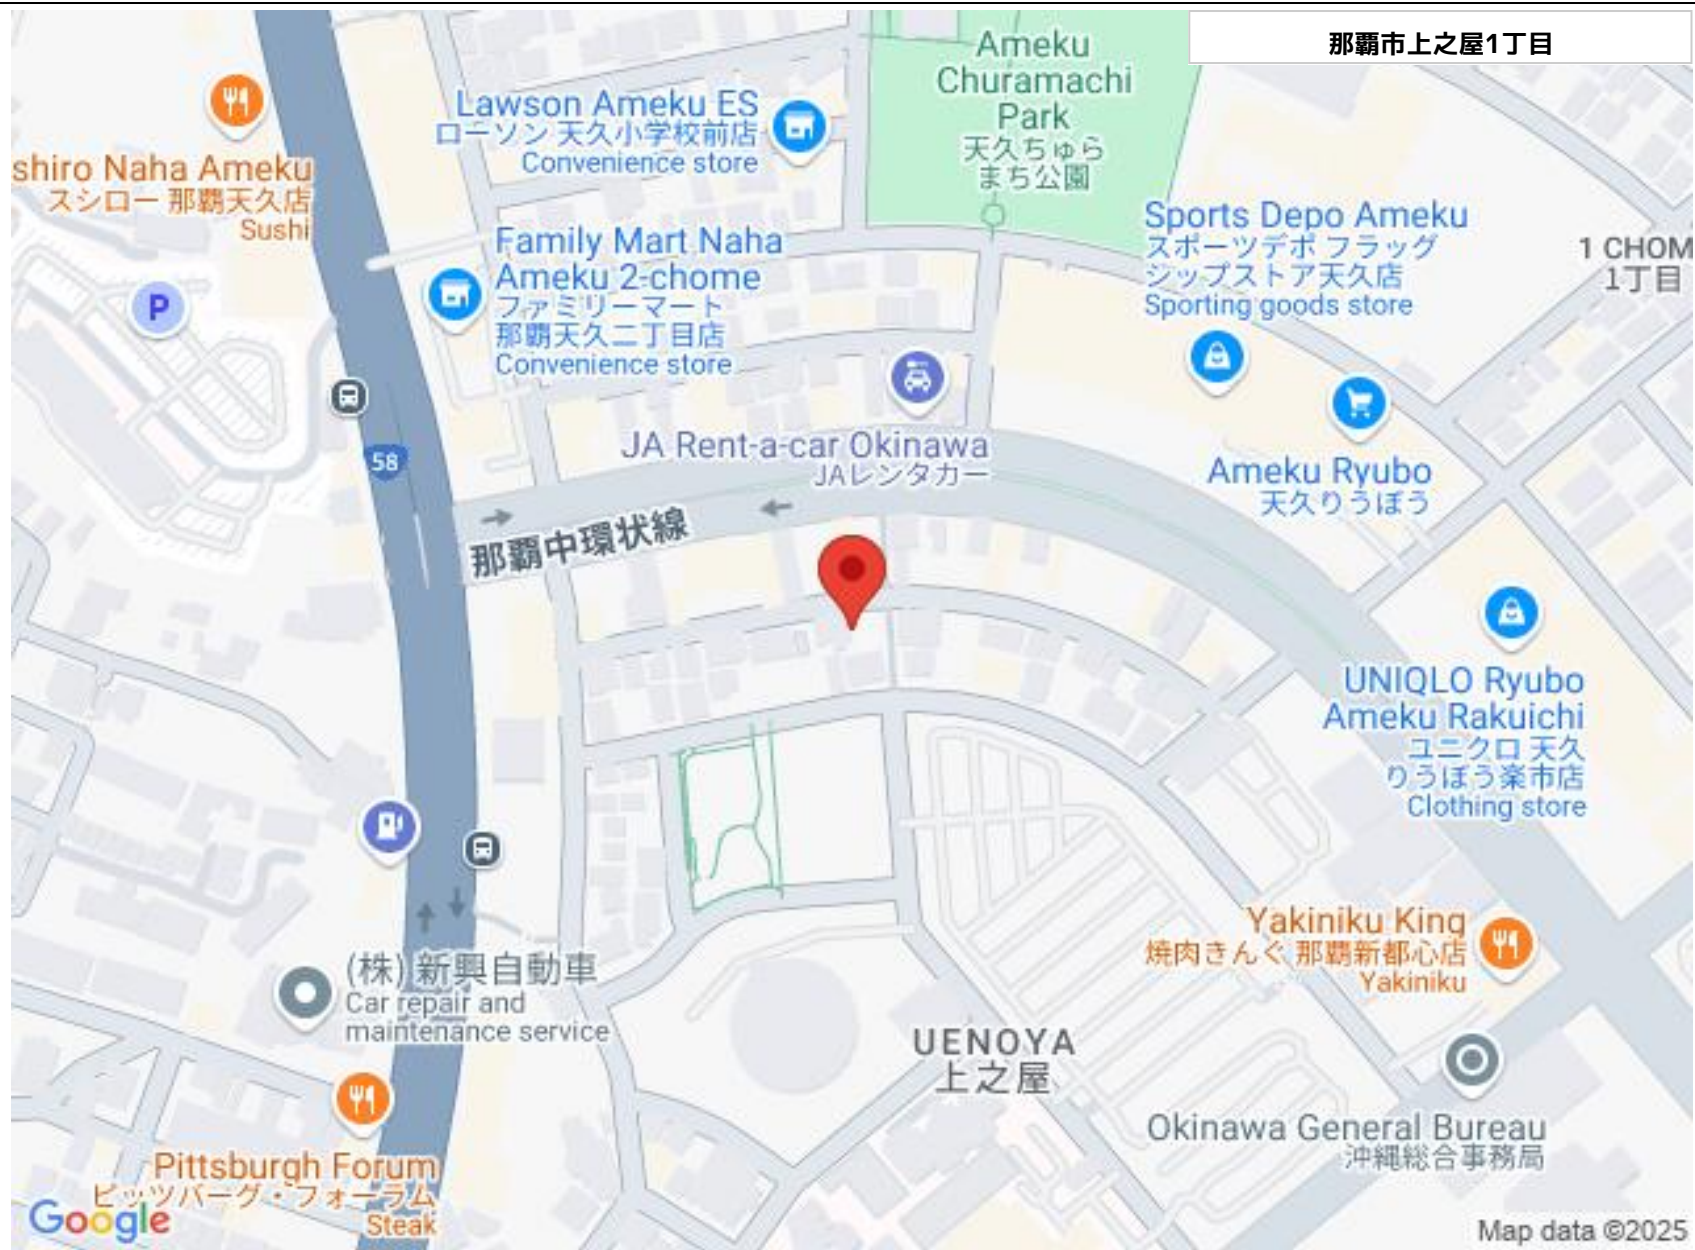 那覇市上之屋1丁目
Ameku
Churamachi
Park
天久ちゅら
まち公園
Lawson Ameku ES
ローソン 天久小学校前店
Convenience store
shiro Naha Ameku
スシロー 那覇天久店
Sushi
Family Mart Naha
Ameku 2-chome
ファミリーマート
那覇天久二丁目店
Convenience store
Sports Depo Ameku
スポーツデポ フラッグ
シップストア天久店
Sporting goods store
1 CHOM
1丁目
P
58
JA Rent-a-car Okinawa
JAレンタカー
Ameku Ryubo
天久りうぼう
那覇中環状線
UNIQLO Ryubo
Ameku Rakuichi
ユニクロ 天久
りうぼう楽市店
Clothing store
Yakiniku King
焼肉きんぐ 那覇新都心店
Yakiniku
(株) 新興自動車
Car repair and
maintenance service
UENOYA
上之屋
Okinawa General Bureau
沖縄総合事務局
Pittsburgh Forum
ピッツバーグ・フォーラム
Steak
Google
Map data ©2025